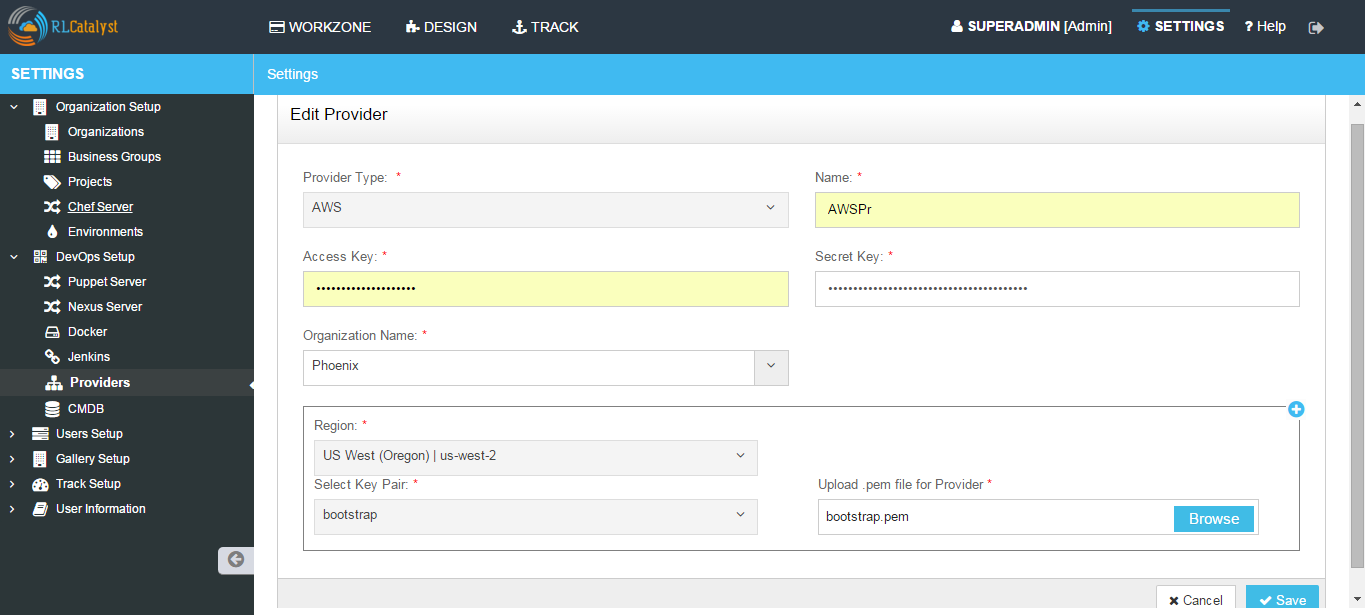 RLCatalyst WORKZONE DESIGN TRACK SUPERADMIN [Admin] SETTINGS ? Help
SETTINGS
Settings
Organization Setup
Organizations
Business Groups
Projects
Chef Server
Environments
DevOps Setup
Puppet Server
Nexus Server
Docker
Jenkins
Providers
CMDB
Users Setup
Gallery Setup
Track Setup
User Information
Edit Provider
Provider Type: *
AWS
Name: *
AWSPr
Access Key: *
••••••••••••••••••••
Secret Key: *
••••••••••••••••••••••••••••••••••••••••
Organization Name: *
Phoenix
Region: *
US West (Oregon) | us-west-2
Select Key Pair: *
bootstrap
Upload .pem file for Provider *
bootstrap.pem Browse
Cancel Save